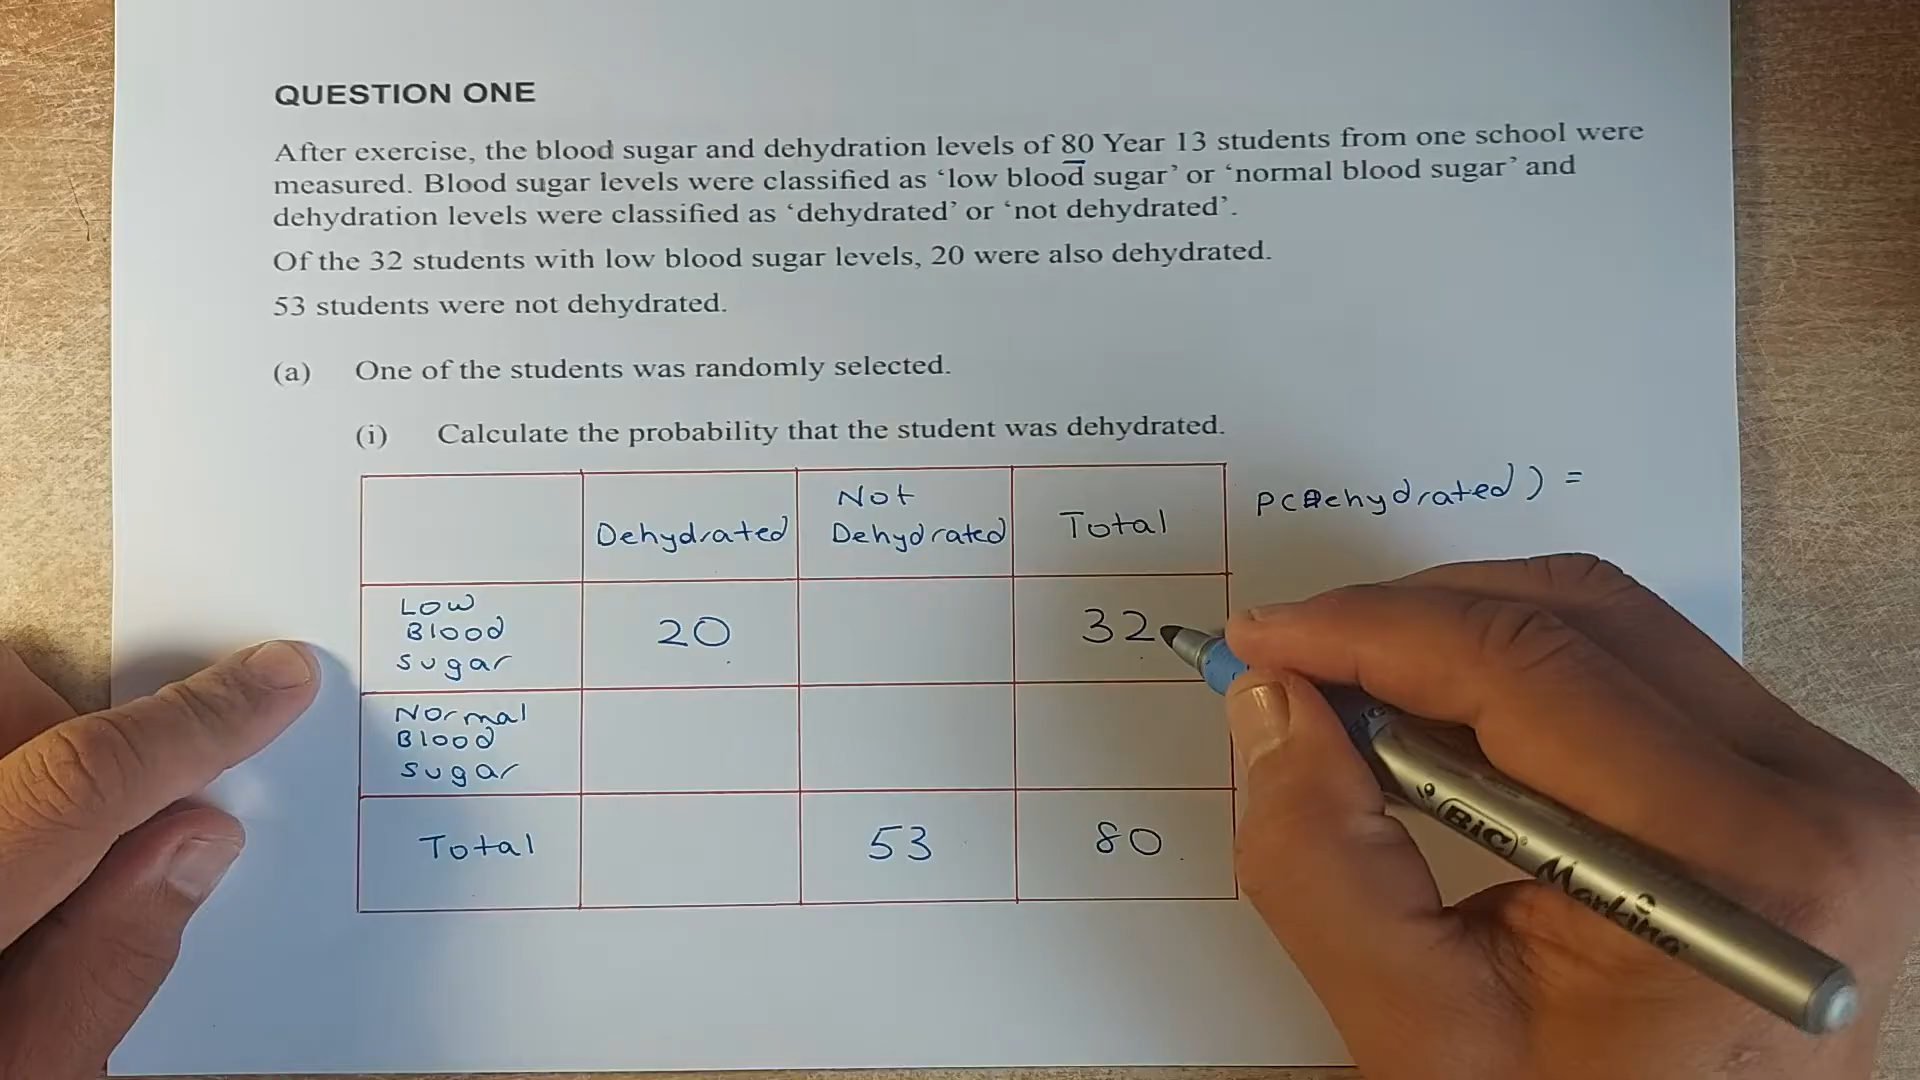 QUESTION ONE
After exercise, the blood sugar and dehydration levels of 80 Year 13 students from one school were
measured. Blood sugar levels were classified as ‘low blood sugar’ or ‘normal blood sugar’ and
dehydration levels were classified as ‘dehydrated’ or ‘not dehydrated’.
Of the 32 students with low blood sugar levels, 20 were also dehydrated.
53 students were not dehydrated.
(a) One of the students was randomly selected.
(i) Calculate the probability that the student was dehydrated.
P(Dehydrated) =
Dehydrated
Not
Dehydrated
Total
Low
Blood
sugar
20
32
Normal
Blood
sugar
Total
53
80
BIC Marking